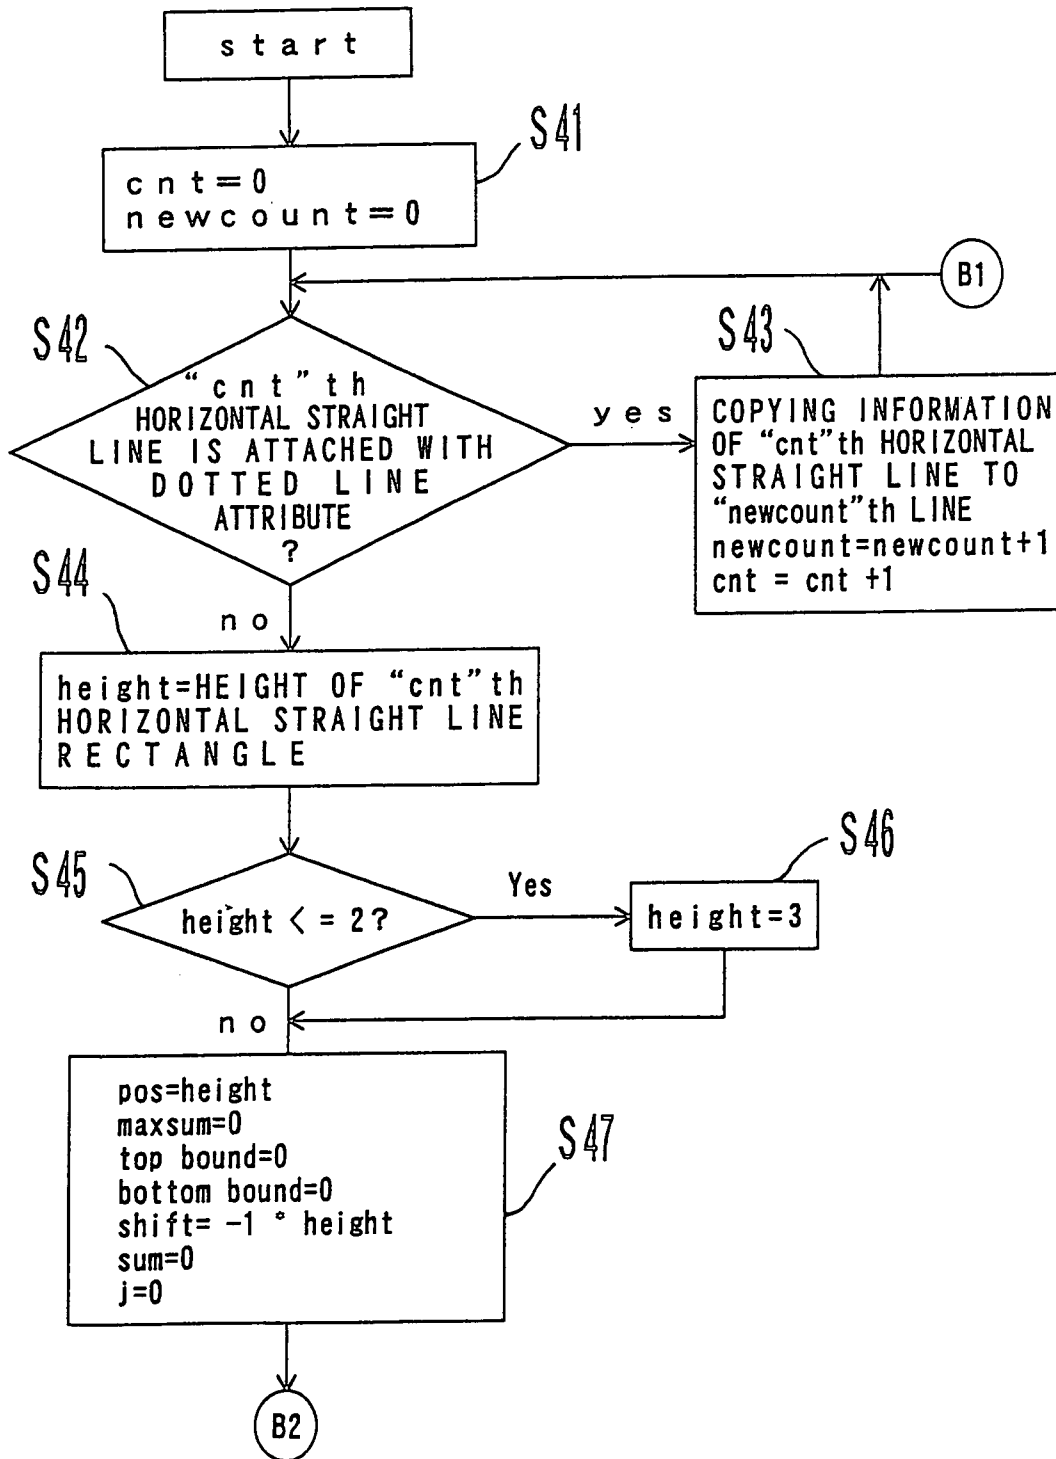 start
S41
cnt=0
newcount=0
B1
S42
S43
“cnt”th
HORIZONTAL STRAIGHT
LINE IS ATTACHED WITH
DOTTED LINE
ATTRIBUTE
?
yes
COPYING INFORMATION
OF “cnt”th HORIZONTAL
STRAIGHT LINE TO
“newcount”th LINE
newcount=newcount+1
cnt = cnt +1
S44
no
height=HEIGHT OF “cnt”th
HORIZONTAL STRAIGHT LINE
RECTANGLE
S45
height < = 2?
Yes
S46
height=3
no
S47
pos=height
maxsum=0
top bound=0
bottom bound=0
shift= -1 * height
sum=0
j=0
B2